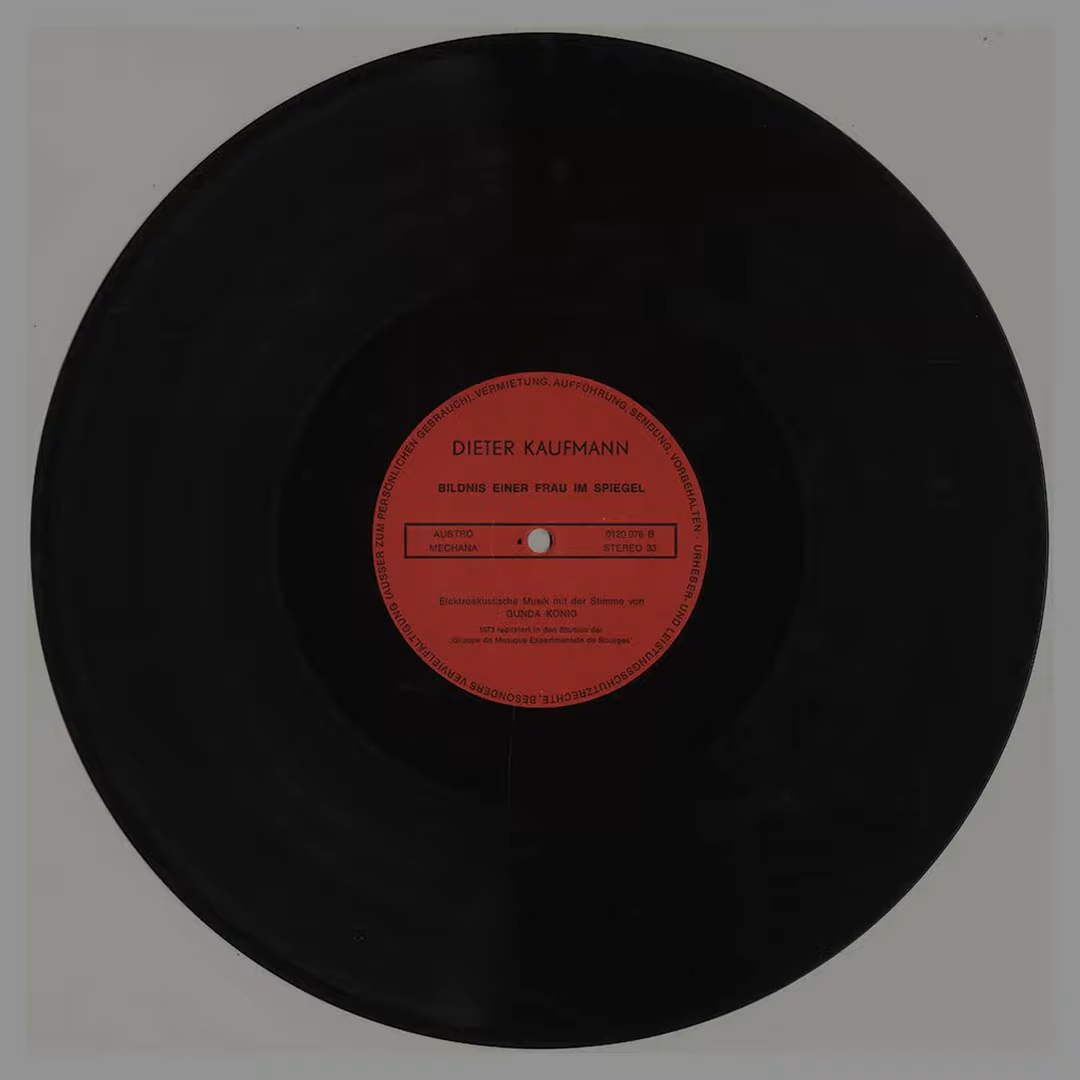 DIETER KAUFMANN
BILDNIS EINER FRAU IM SPIEGEL
AUSTRO
MECHANA
0120 076 B
STEREO 33
Elektroakustische Musik mit der Stimme von
GUNDA KÖNIG
1973 realisiert in den Studios der
„Groupe de Musique Experimentale de Bourges"
URHEBER- UND LEISTUNGSSCHUTZRECHTE, BESONDERS VERVIELFÄLTIGUNG (AUSSER ZUM PERSÖNLICHEN GEBRAUCH), VERMIETUNG, AUFFÜHRUNG, SENDUNG, VORBEHALTEN -